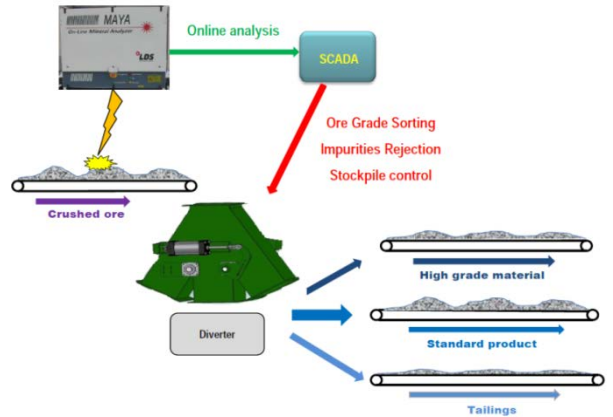 MAYA
On-Line Mineral Analyzer
LDS
Online analysis
SCADA
Ore Grade Sorting
Impurities Rejection
Stockpile control
Crushed ore
High grade material
Diverter
Standard product
Tailings